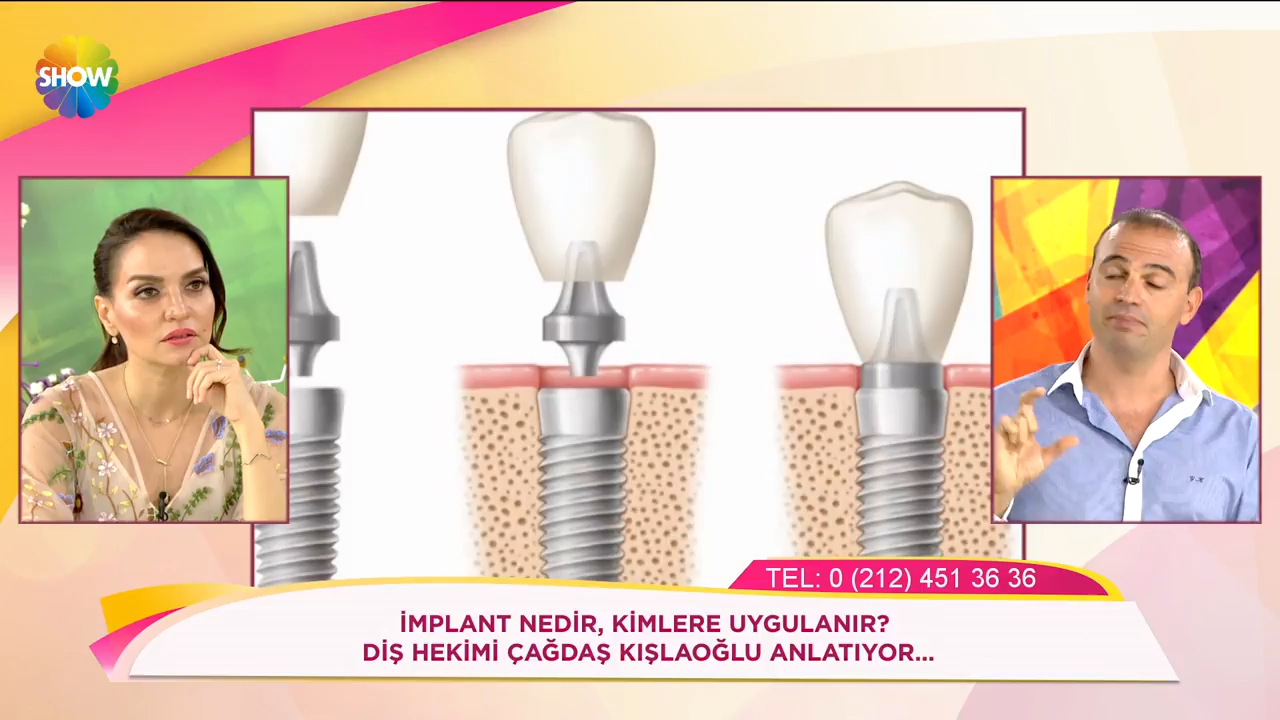 SHOW
TEL: 0 (212) 451 36 36
İMPLANT NEDİR, KİMLERE UYGULANIR?
DİŞ HEKİMİ ÇAĞDAŞ KIŞLAOĞLU ANLATIYOR...